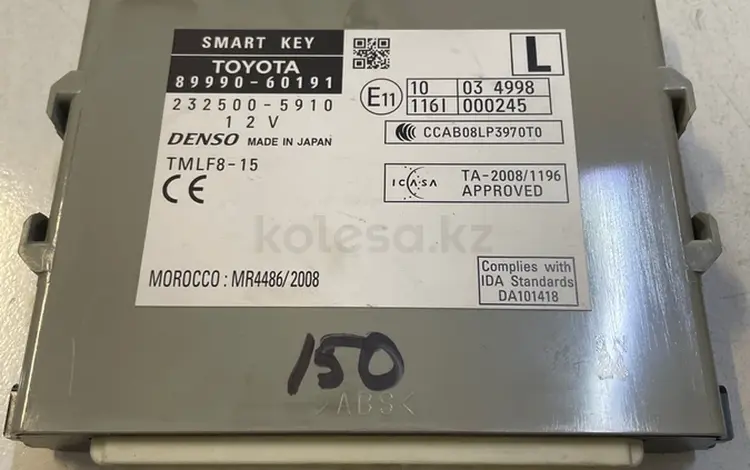 SMART KEY
TOYOTA
89990-60191
232500-5910
12V
DENSO MADE IN JAPAN
TMLF8-15
CE
L
E11
10 03 4998
116I 000245
CCAB08LP3970T0
ICASA TA-2008/1196
APPROVED
kolesa.kz
MOROCCO : MR4486/2008
Complies with
IDA Standards
DA101418
150
>ABS<